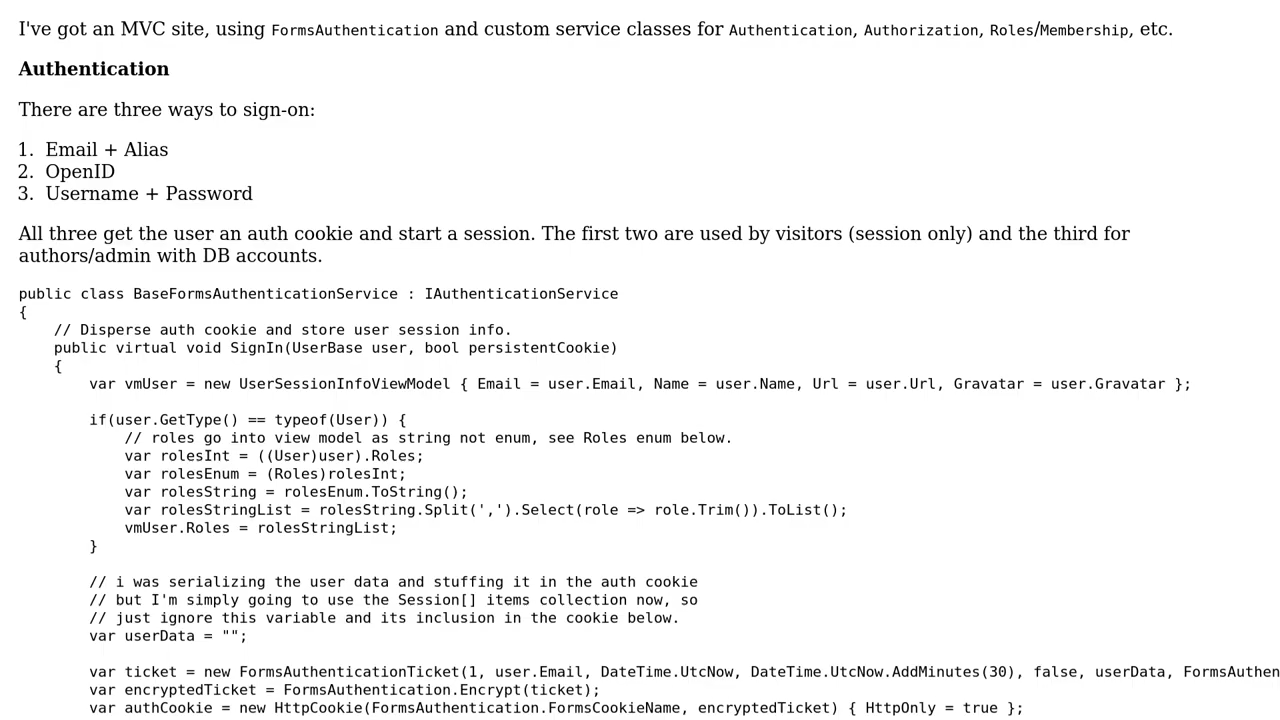 I've got an MVC site, using FormsAuthentication and custom service classes for Authentication, Authorization, Roles/Membership, etc.
Authentication
There are three ways to sign-on:
1. Email + Alias
2. OpenID
3. Username + Password
All three get the user an auth cookie and start a session. The first two are used by visitors (session only) and the third for
authors/admin with DB accounts.
public class BaseFormsAuthenticationService : IAuthenticationService
{
    // Disperse auth cookie and store user session info.
    public virtual void SignIn(UserBase user, bool persistentCookie)
    {
        var vmUser = new UserSessionInfoViewModel { Email = user.Email, Name = user.Name, Url = user.Url, Gravatar = user.Gravatar };
        if(user.GetType() == typeof(User)) {
            // roles go into view model as string not enum, see Roles enum below.
            var rolesInt = ((User)user).Roles;
            var rolesEnum = (Roles)rolesInt;
            var rolesString = rolesEnum.ToString();
            var rolesStringList = rolesString.Split(',').Select(role => role.Trim()).ToList();
            vmUser.Roles = rolesStringList;
        }
        // i was serializing the user data and stuffing it in the auth cookie
        // but I'm simply going to use the Session[] items collection now, so
        // just ignore this variable and its inclusion in the cookie below.
        var userData = "";
        var ticket = new FormsAuthenticationTicket(1, user.Email, DateTime.UtcNow, DateTime.UtcNow.AddMinutes(30), false, userData, FormsAuthen
        var encryptedTicket = FormsAuthentication.Encrypt(ticket);
        var authCookie = new HttpCookie(FormsAuthentication.FormsCookieName, encryptedTicket) { HttpOnly = true };